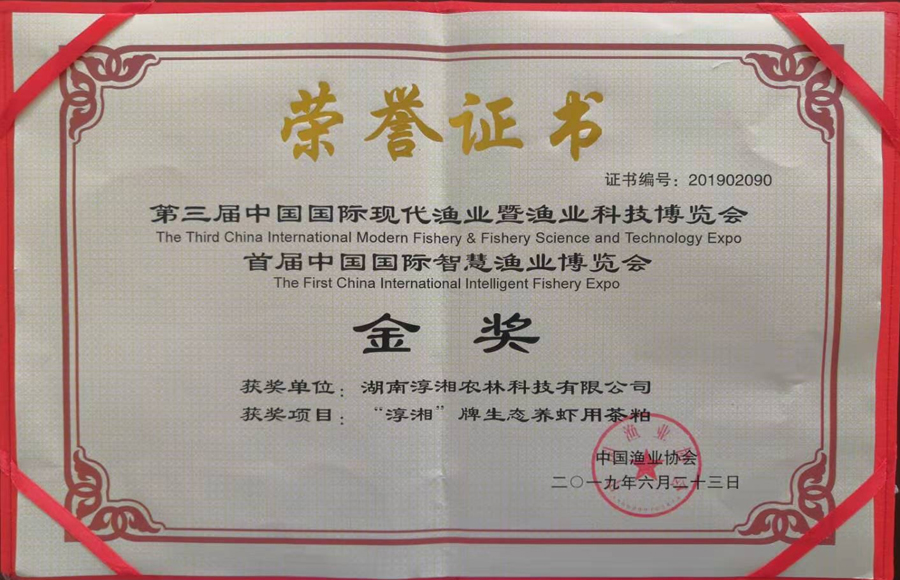 荣誉证书
证书编号：201902090
第三届中国国际现代渔业暨渔业科技博览会
The Third China International Modern Fishery & Fishery Science and Technology Expo
首届中国国际智慧渔业博览会
The First China International Intelligent Fishery Expo
金奖
获奖单位：湖南淳湘农林科技有限公司
获奖项目：“淳湘”牌生态养虾用茶粕
中国渔业协会
二〇一九年六月二十三日